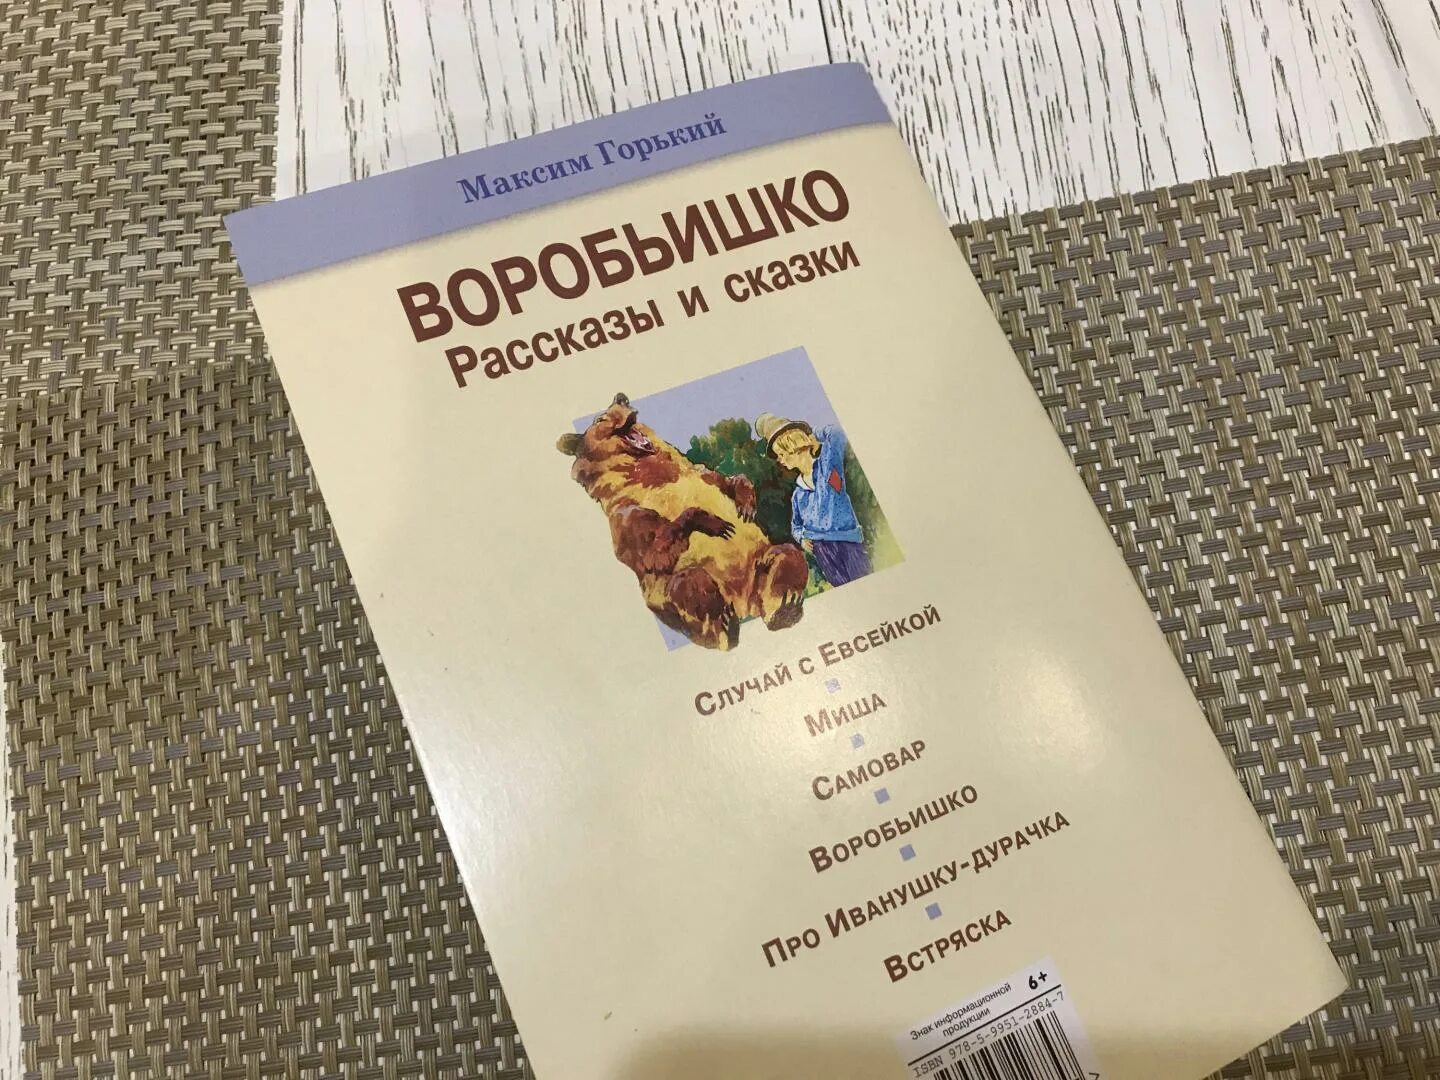 Максим Горький
ВОРОБЬИШКО
Рассказы и сказки
Случай с Евсейкой
Миша
Самовар
Воробьишко
Про Иванушку-дурачка
Встряска
Знак информационной продукции 6+
ISBN 978-5-9951-2884-7